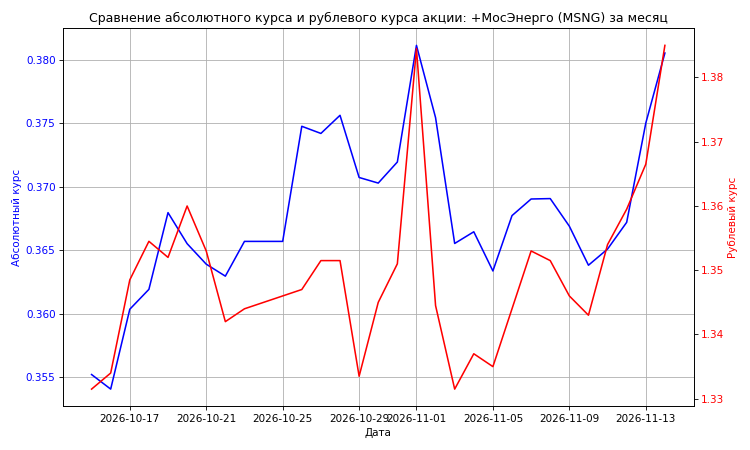 Сравнение абсолютного курса и рублевого курса акции: +МосЭнерго (MSNG) за месяц
0.380
0.375
0.370
0.365
0.360
0.355
Абсолютный курс
1.38
1.37
1.36
1.35
1.34
1.33
Рублевый курс
2026-10-17 2026-10-21 2026-10-25 2026-10-29 2026-11-01 2026-11-05 2026-11-09 2026-11-13
Дата